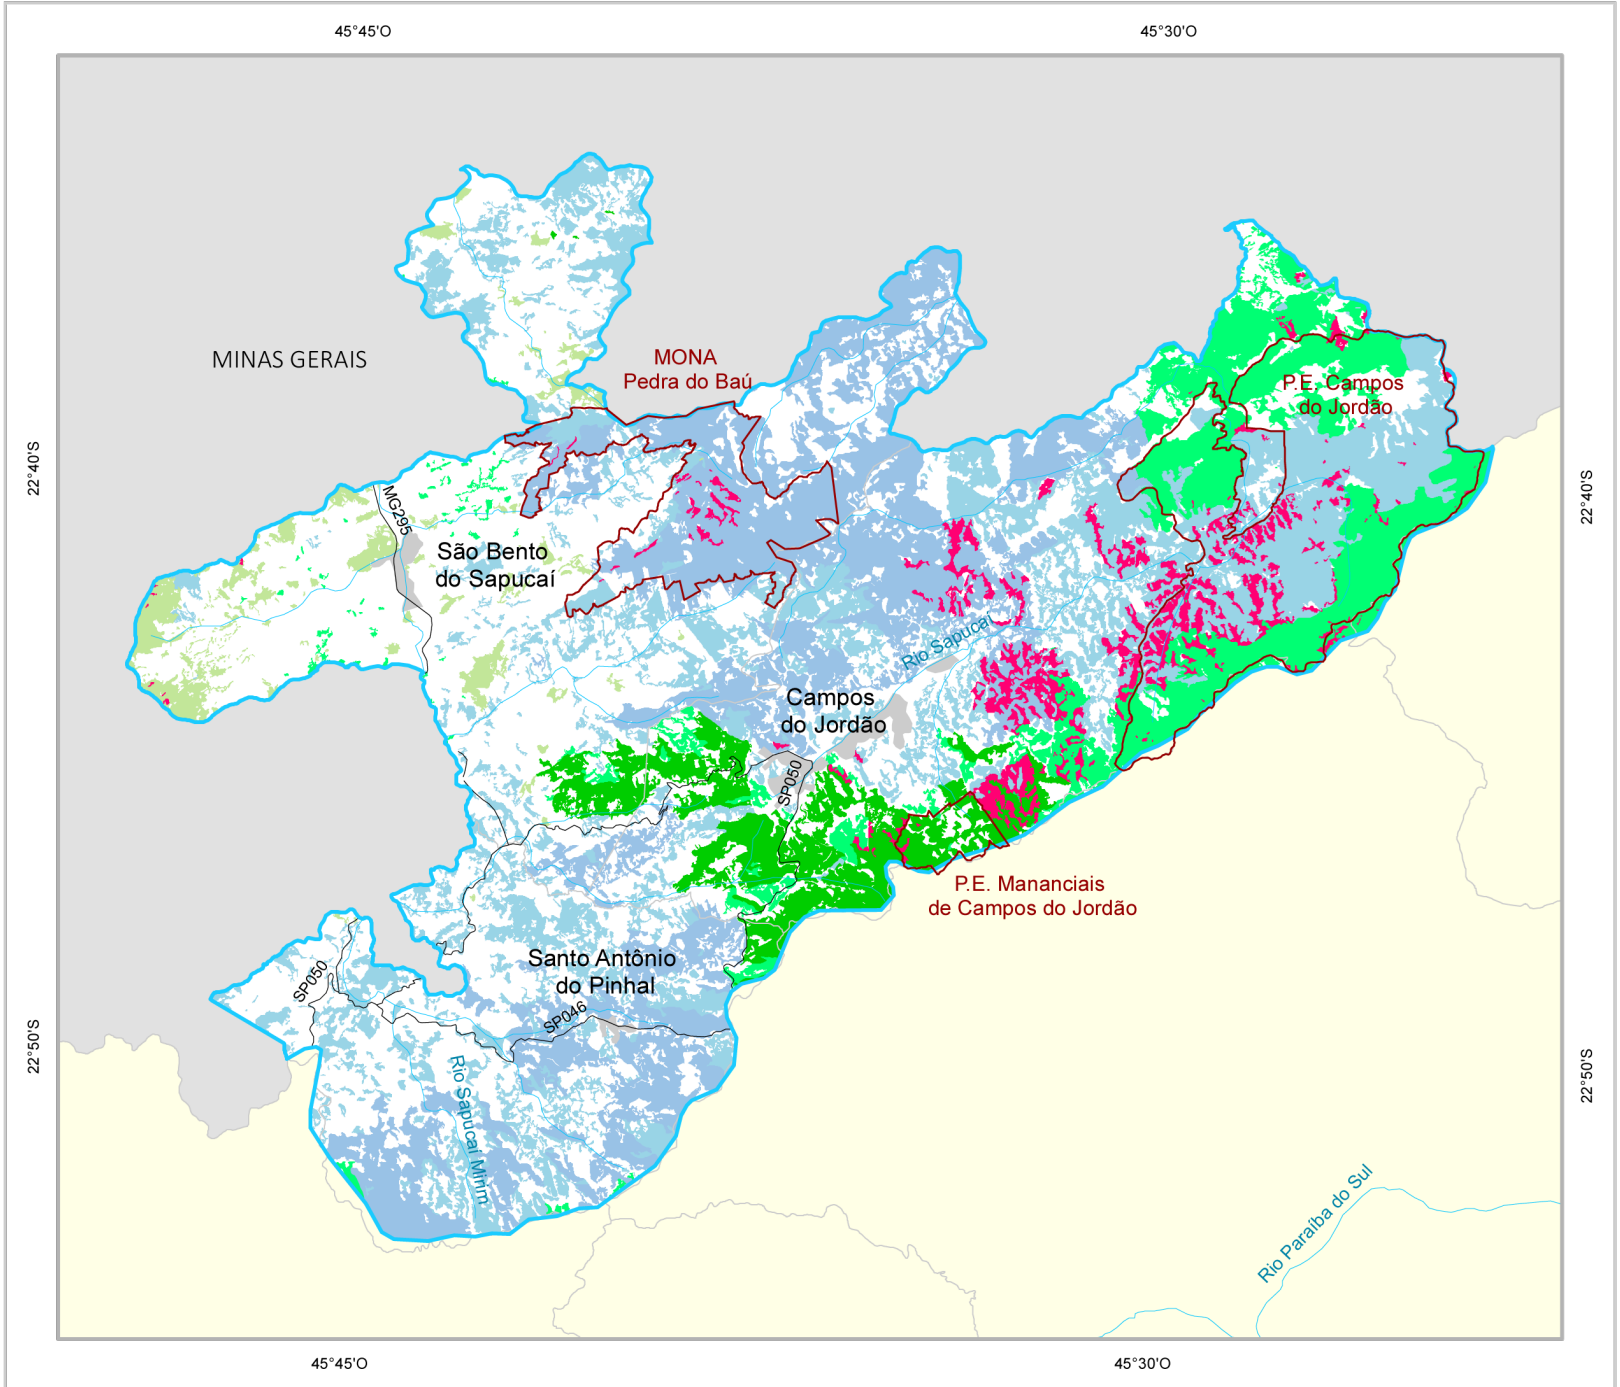 45°45'O
45°30'O
MINAS GERAIS
MONA
Pedra do Baú
P.E. Campos
do Jordão
22°40'S
22°40'S
MG295
São Bento
do Sapucaí
Rio Sapucaí
Campos
do Jordão
SP050
P.E. Mananciais
de Campos do Jordão
Santo Antônio
do Pinhal
SP050
SP046
22°50'S
22°50'S
Rio Sapucaí Mirim
Rio Paraíba do Sul
45°45'O
45°30'O